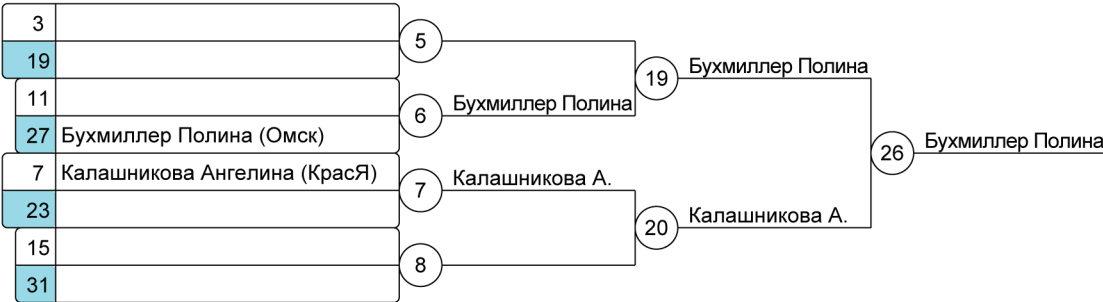 3
5
19
11
6
Бухмиллер Полина
27 Бухмиллер Полина (Омск)
19
Бухмиллер Полина
7 Калашникова Ангелина (КрасЯ)
7
Калашникова А.
23
15
8
31
20
Калашникова А.
26
Бухмиллер Полина